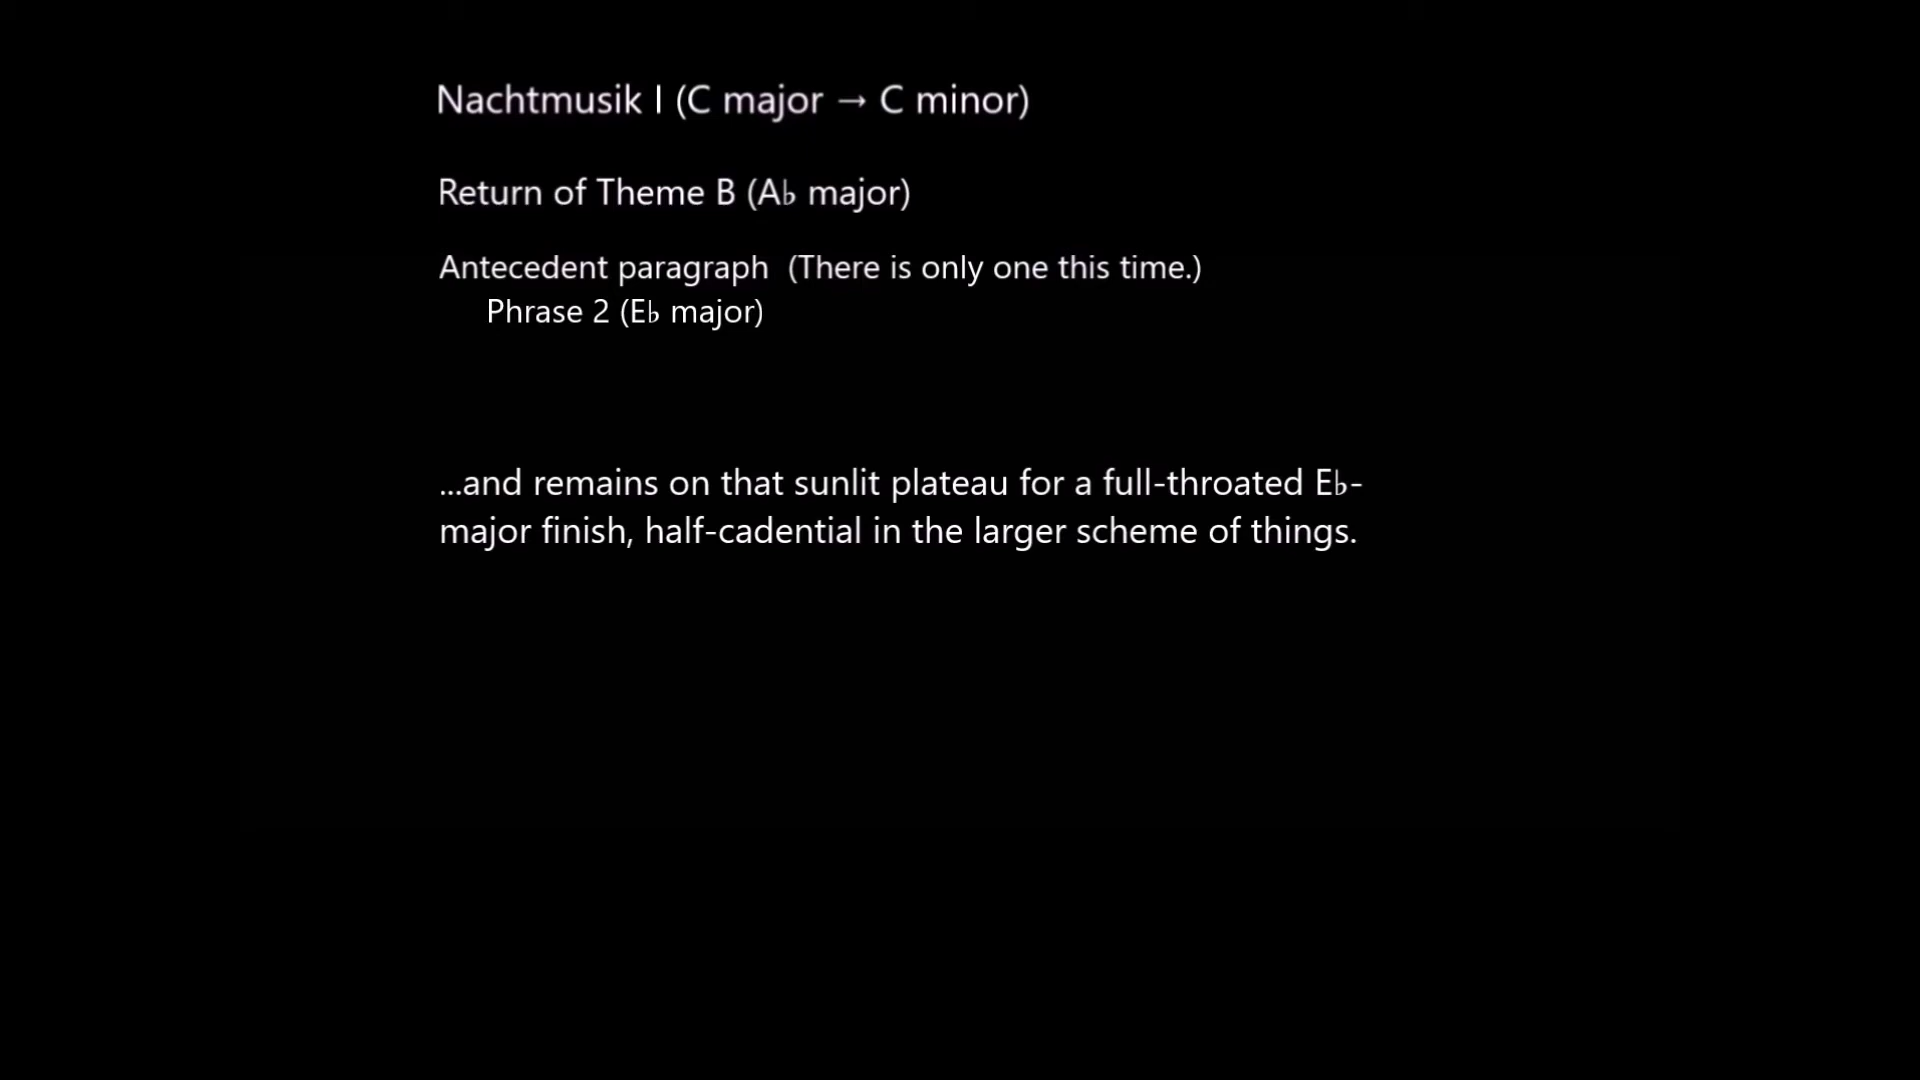 Nachtmusik I (C major → C minor)
Return of Theme B (A♭ major)
Antecedent paragraph  (There is only one this time.)
Phrase 2 (E♭ major)
...and remains on that sunlit plateau for a full-throated E♭-
major finish, half-cadential in the larger scheme of things.